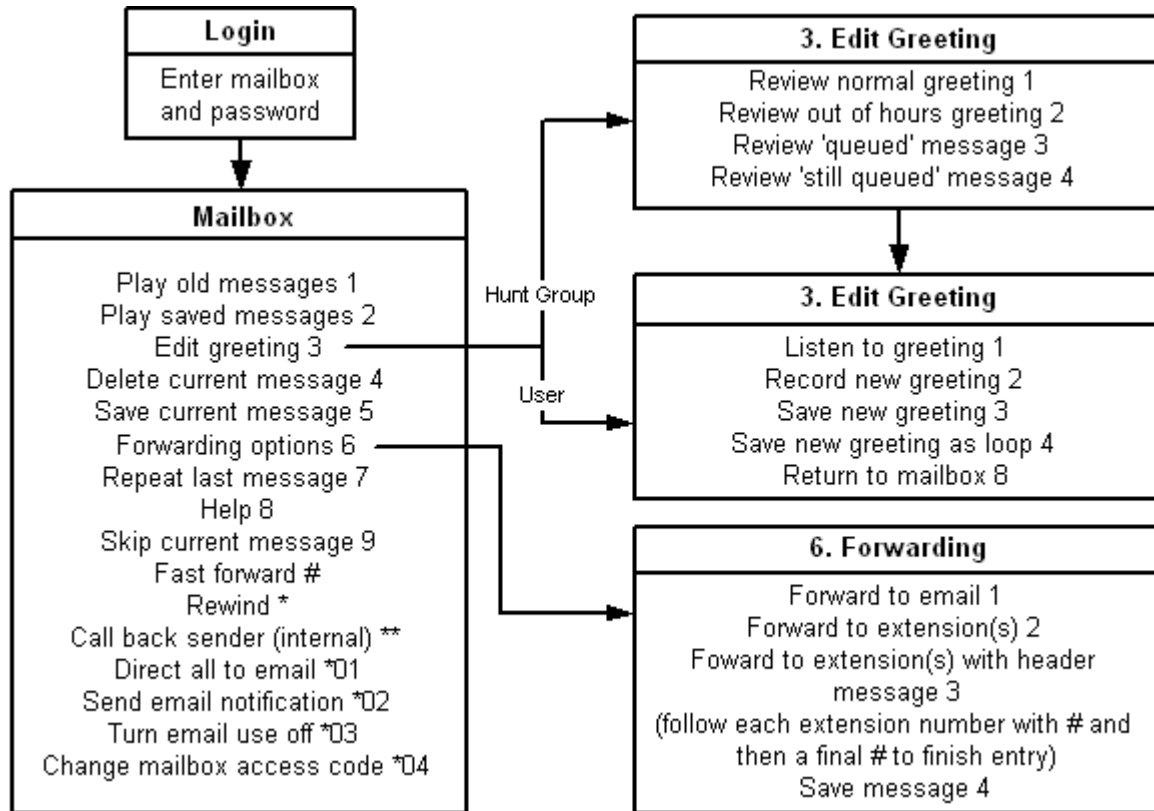 Login
Enter mailbox
and password
Mailbox
Play old messages 1
Play saved messages 2
Edit greeting 3
Delete current message 4
Save current message 5
Forwarding options 6
Repeat last message 7
Help 8
Skip current message 9
Fast forward #
Rewind *
Call back sender (internal) **
Direct all to email *01
Send email notification *02
Turn email use off *03
Change mailbox access code *04
Hunt Group
User
3. Edit Greeting
Review normal greeting 1
Review out of hours greeting 2
Review 'queued' message 3
Review 'still queued' message 4
3. Edit Greeting
Listen to greeting 1
Record new greeting 2
Save new greeting 3
Save new greeting as loop 4
Return to mailbox 8
6. Forwarding
Forward to email 1
Forward to extension(s) 2
Foward to extension(s) with header
message 3
(follow each extension number with # and
then a final # to finish entry)
Save message 4